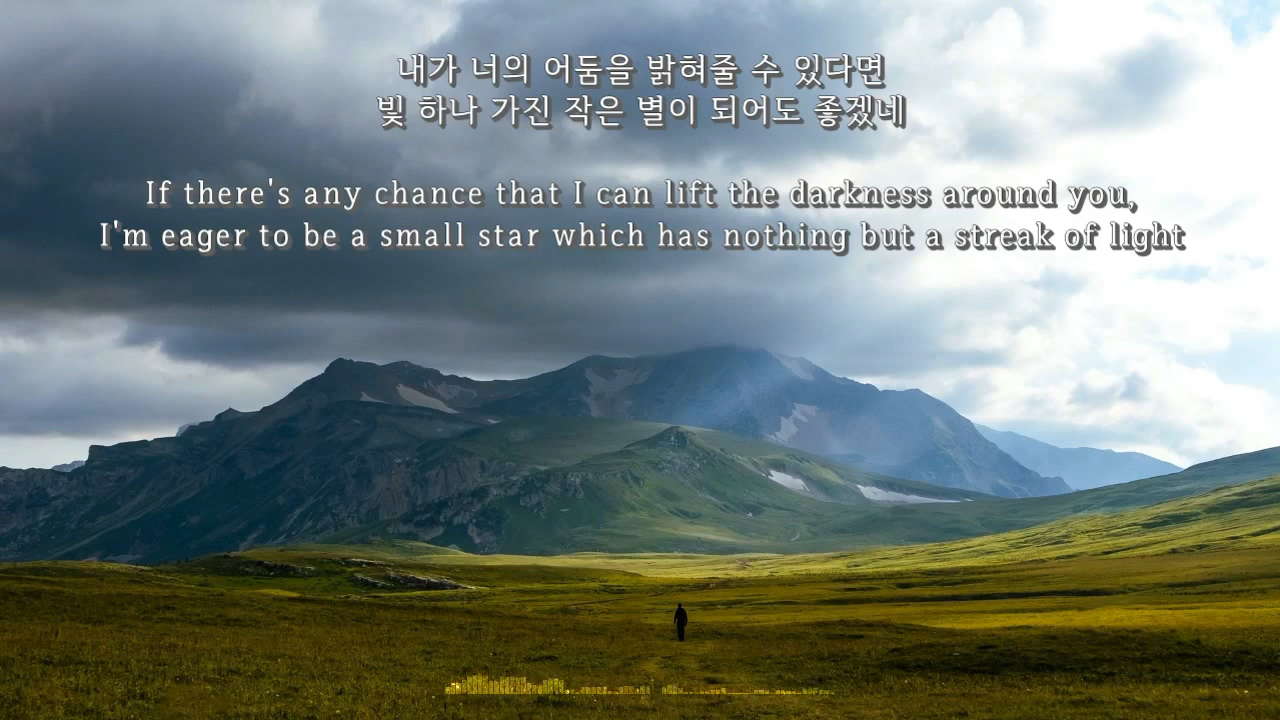 내가 너의 어둠을 밝혀줄 수 있다면
빛 하나 가진 작은 별이 되어도 좋겠네
If there's any chance that I can lift the darkness around you,
I'm eager to be a small star which has nothing but a streak of light